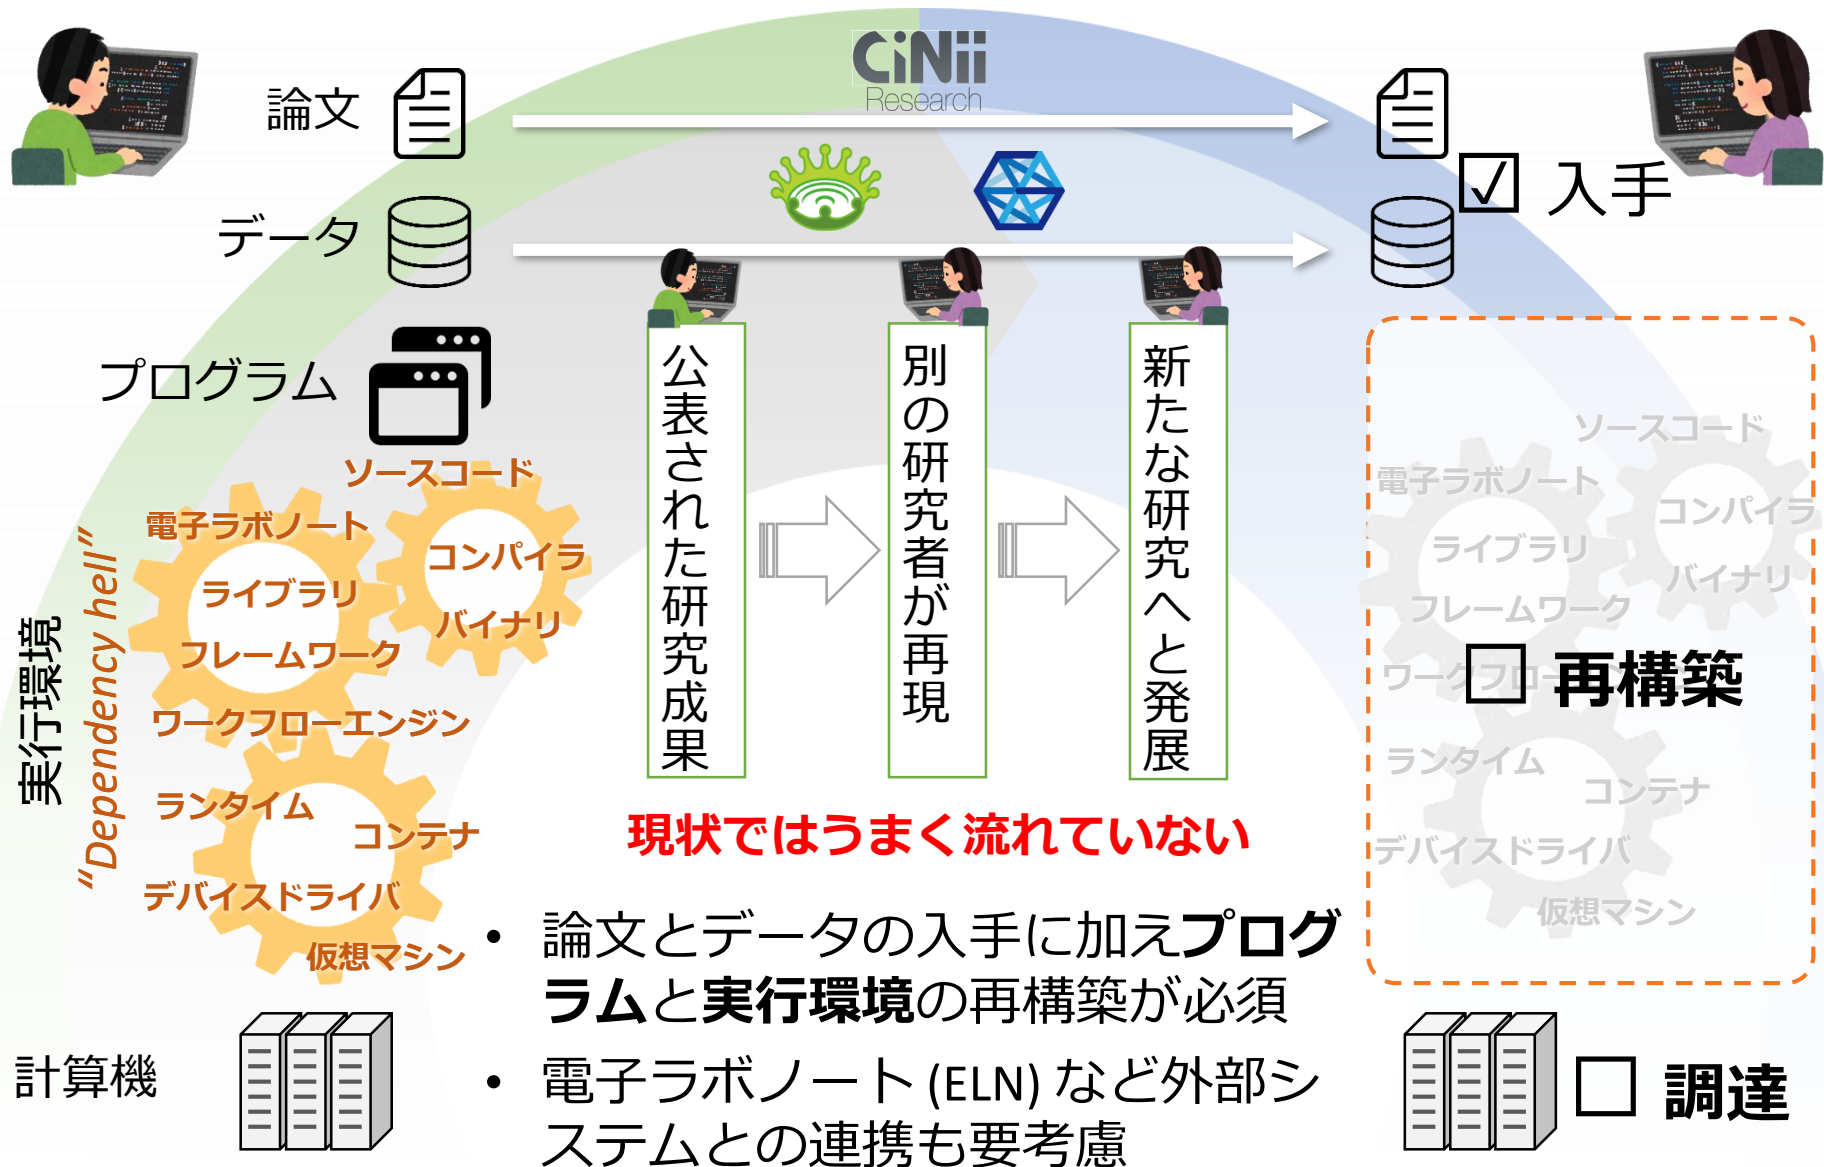 CiNii
Research
論文
データ
プログラム
入手
ソースコード
電子ラボノート
コンパイラ
ライブラリ
バイナリ
フレームワーク
ワークフローエンジン
ランタイム
コンテナ
デバイスドライバ
仮想マシン
実行環境
“Dependency hell”
計算機
公表された研究成果
別の研究者が再現
新たな研究へと発展
現状ではうまく流れていない
• 論文とデータの入手に加えプログ
ラムと実行環境の再構築が必須
• 電子ラボノート (ELN) など外部シ
ステムとの連携も要考慮
ソースコード
電子ラボノート
コンパイラ
ライブラリ
バイナリ
フレームワーク
ワークフロー
再構築
ランタイム
コンテナ
デバイスドライバ
仮想マシン
調達